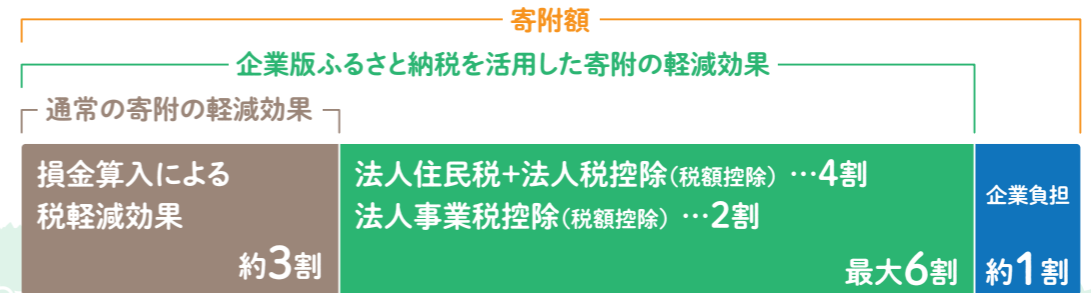 寄附額
企業版ふるさと納税を活用した寄附の軽減効果
通常の寄附の軽減効果
損金算入による
税軽減効果
約3割
法人住民税+法人税控除(税額控除) …4割
法人事業税控除(税額控除) …2割
最大6割
企業負担
約1割